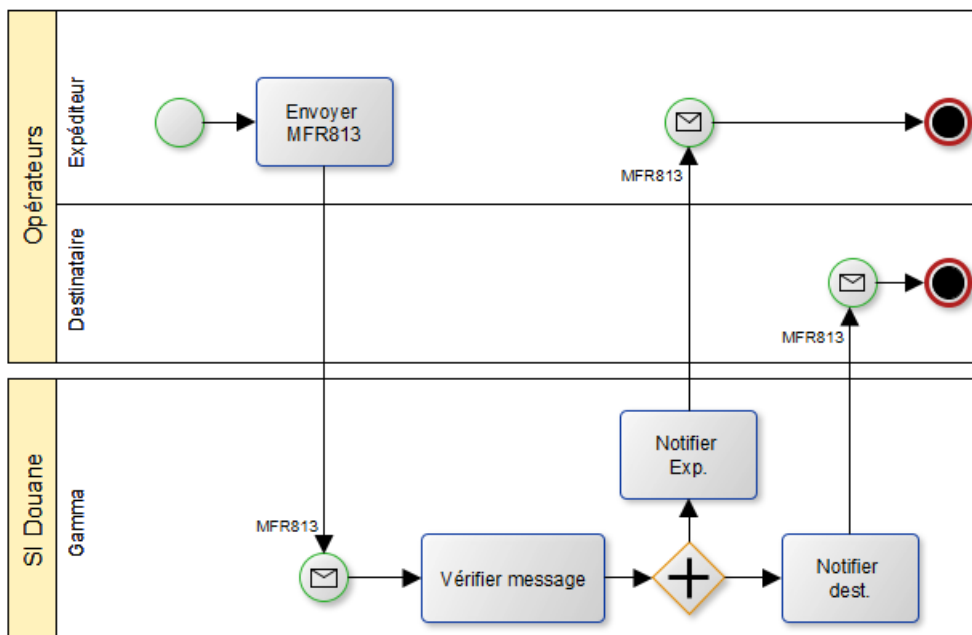 Opérateurs
Expéditeur
Envoyer
MFR813
MFR813
Destinataire
MFR813
SI Douane
Gamma
MFR813
Vérifier message
Notifier
Exp.
Notifier
dest.